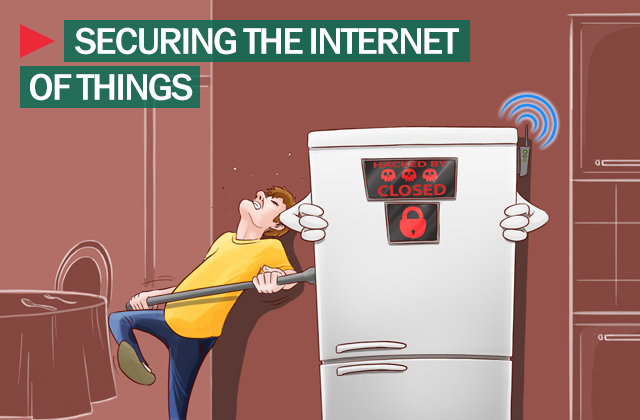 SECURING THE INTERNET
OF THINGS
HACKED BY
CLOSED